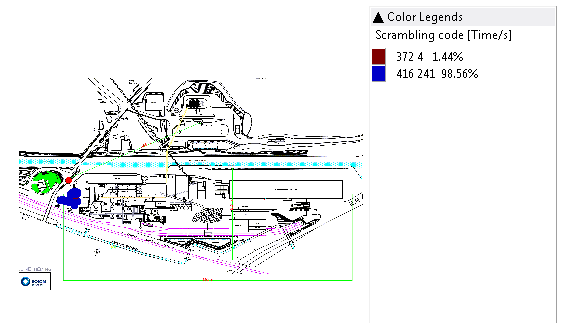 ▲ Color Legends
Scrambling code [Time/s]
372 4 1.44%
416 241 98.56%